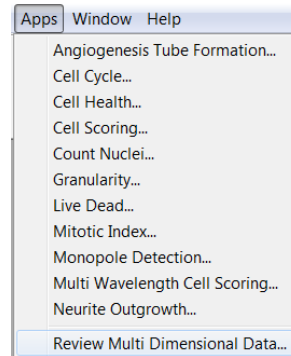 Apps Window Help
Angiogenesis Tube Formation...
Cell Cycle...
Cell Health...
Cell Scoring...
Count Nuclei...
Granularity...
Live Dead...
Mitotic Index...
Monopole Detection...
Multi Wavelength Cell Scoring...
Neurite Outgrowth...
Review Multi Dimensional Data...